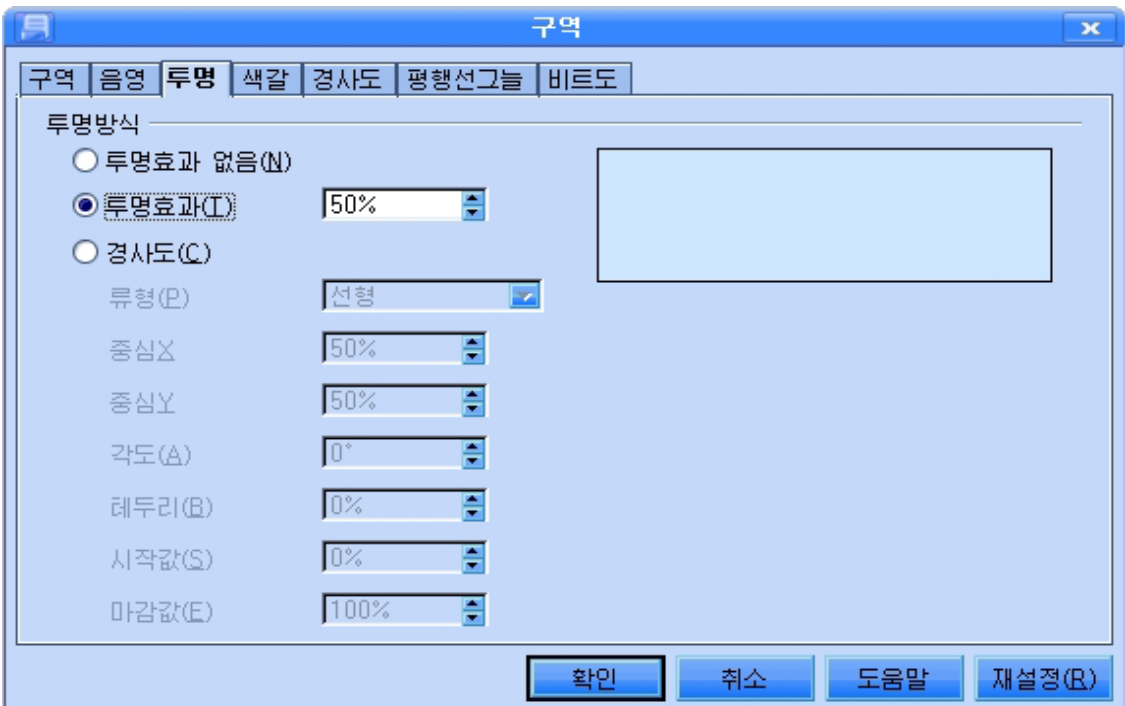 구역
구역 음영 투명 색갈 경사도 평행선그늘 비트도
투명방식
투명효과 없음(N)
투명효과(T) 50%
경사도(C)
류형(P) 선형
중심X 50%
중심Y 50%
각도(A) 0°
테두리(B) 0%
시작값(S) 0%
마감값(E) 100%
확인 취소 도움말 재설정(R)